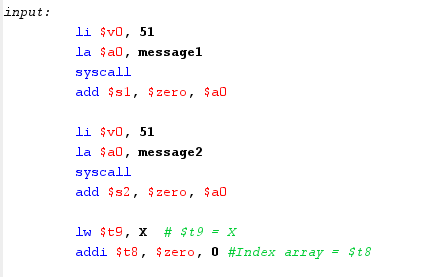 input:
li $v0, 51
la $a0, message1
syscall
add $s1, $zero, $a0
li $v0, 51
la $a0, message2
syscall
add $s2, $zero, $a0
lw $t9, X # $t9 = X
addi $t8, $zero, 0 #Index array = $t8